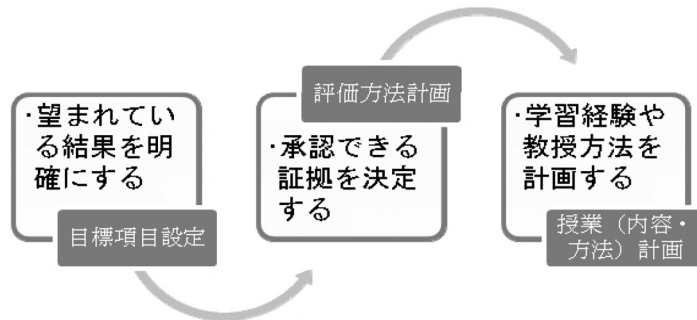 ・望まれてい
る結果を明
確にする
目標項目設定
評価方法計画
・承認できる
証拠を決定
する
・学習経験や
教授方法を
計画する
授業（内容・
方法）計画